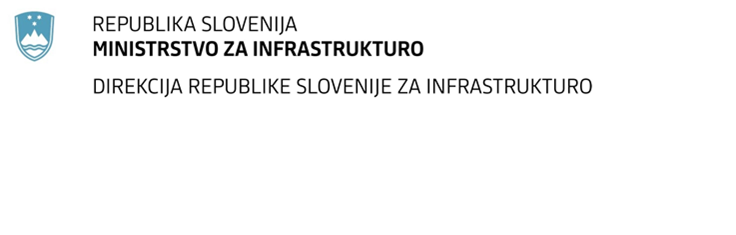 REPUBLIKA SLOVENIJA
MINISTRSTVO ZA INFRASTRUKTURO
DIREKCIJA REPUBLIKE SLOVENIJE ZA INFRASTRUKTURO